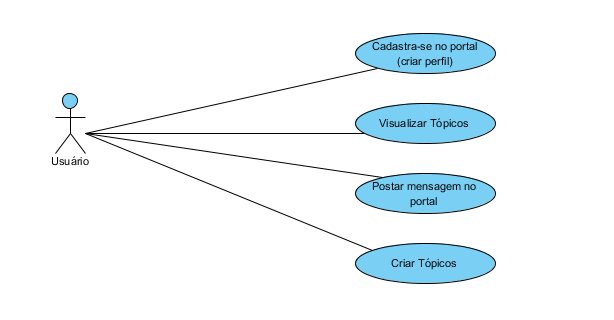 Cadastra-se no portal
(criar perfil)
Visualizar Tópicos
Usuário
Postar mensagem no
portal
Criar Tópicos